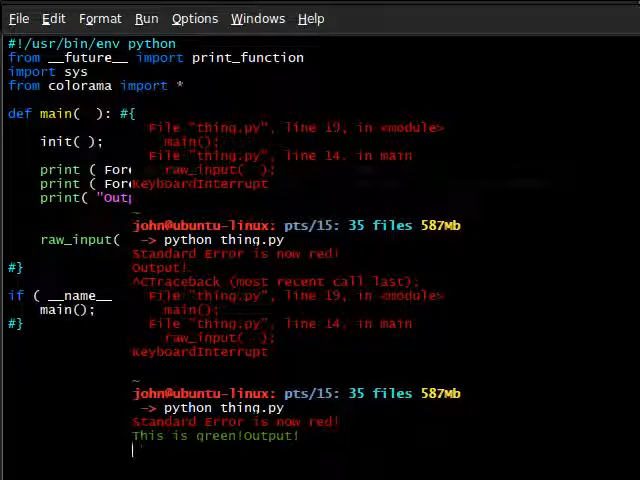 File Edit Format Run Options Windows Help
#!/usr/bin/env python
from __future__ import print_function
import sys
from colorama import *
def main(  ): #{
File "thing.py", line 19, in <module>
init( );
main();
File "thing.py", line 14, in main
print ( Fore
raw_input(  );
print ( Fore
KeyboardInterrupt
print( "Outp
~
john@ubuntu-linux: pts/15: 35 files 587Mb
raw_input(
-> python thing.py
Standard Error is now red!
#}
Output!
^CTraceback (most recent call last):
if ( __name__
File "thing.py", line 19, in <module>
main();
main();
#}
File "thing.py", line 14, in main
raw_input(  );
KeyboardInterrupt
~
john@ubuntu-linux: pts/15: 35 files 587Mb
-> python thing.py
Standard Error is now red!
This is green!Output!